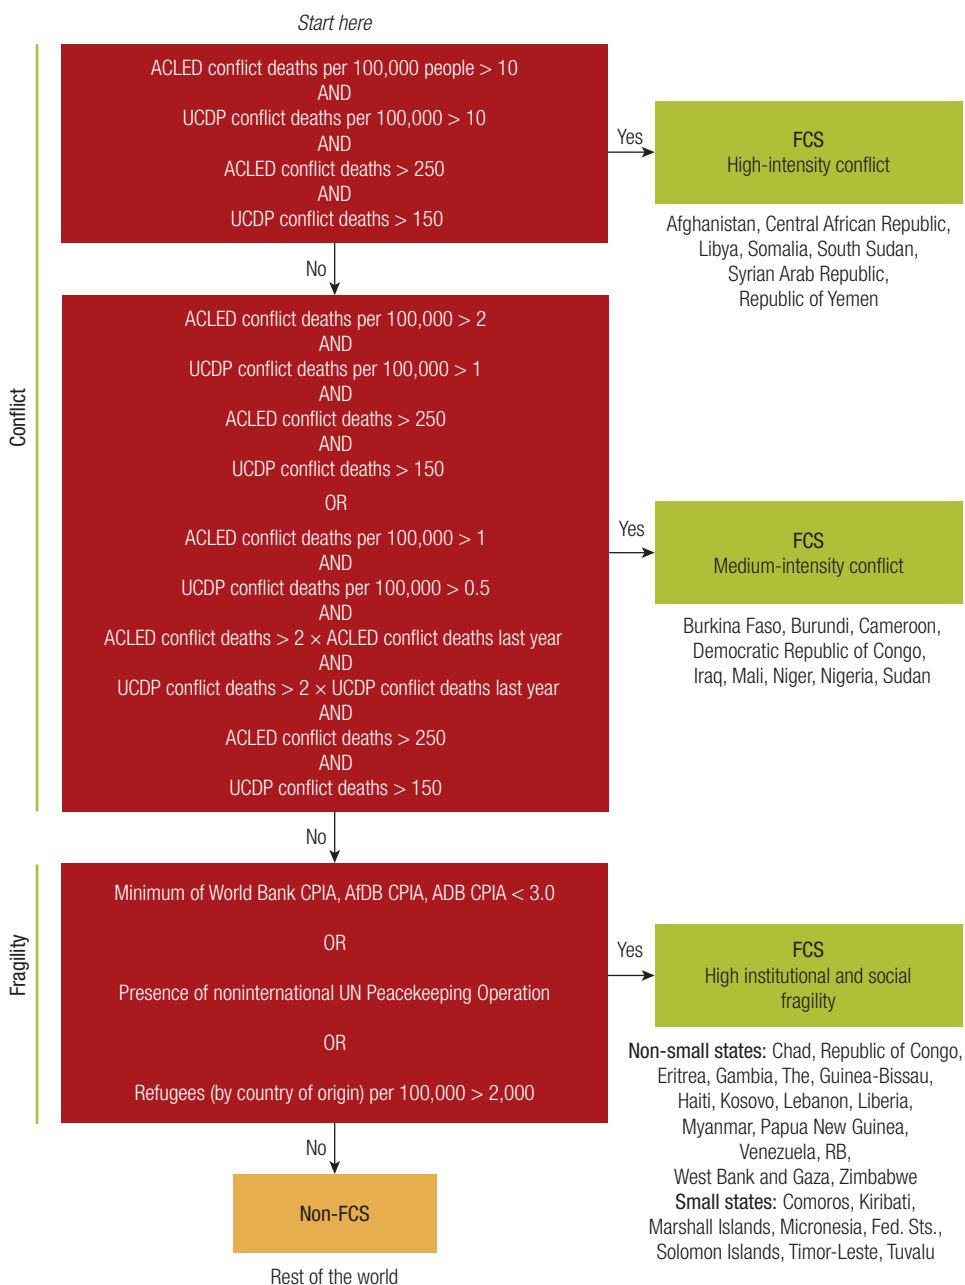 Start here
Conflict
ACLED conflict deaths per 100,000 people > 10
AND
UCDP conflict deaths per 100,000 > 10
AND
ACLED conflict deaths > 250
AND
UCDP conflict deaths > 150
Yes
FCS
High-intensity conflict
Afghanistan, Central African Republic,
Libya, Somalia, South Sudan,
Syrian Arab Republic,
Republic of Yemen
No
ACLED conflict deaths per 100,000 > 2
AND
UCDP conflict deaths per 100,000 > 1
AND
ACLED conflict deaths > 250
AND
UCDP conflict deaths > 150
OR
ACLED conflict deaths per 100,000 > 1
AND
UCDP conflict deaths per 100,000 > 0.5
AND
ACLED conflict deaths > 2 × ACLED conflict deaths last year
AND
UCDP conflict deaths > 2 × UCDP conflict deaths last year
AND
ACLED conflict deaths > 250
AND
UCDP conflict deaths > 150
Yes
FCS
Medium-intensity conflict
Burkina Faso, Burundi, Cameroon,
Democratic Republic of Congo,
Iraq, Mali, Niger, Nigeria, Sudan
No
Fragility
Minimum of World Bank CPIA, AfDB CPIA, ADB CPIA < 3.0
OR
Presence of noninternational UN Peacekeeping Operation
OR
Refugees (by country of origin) per 100,000 > 2,000
Yes
FCS
High institutional and social
fragility
Non-small states: Chad, Republic of Congo,
Eritrea, Gambia, The, Guinea-Bissau,
Haiti, Kosovo, Lebanon, Liberia,
Myanmar, Papua New Guinea,
Venezuela, RB,
West Bank and Gaza, Zimbabwe
Small states: Comoros, Kiribati,
Marshall Islands, Micronesia, Fed. Sts.,
Solomon Islands, Timor-Leste, Tuvalu
No
Non-FCS
Rest of the world